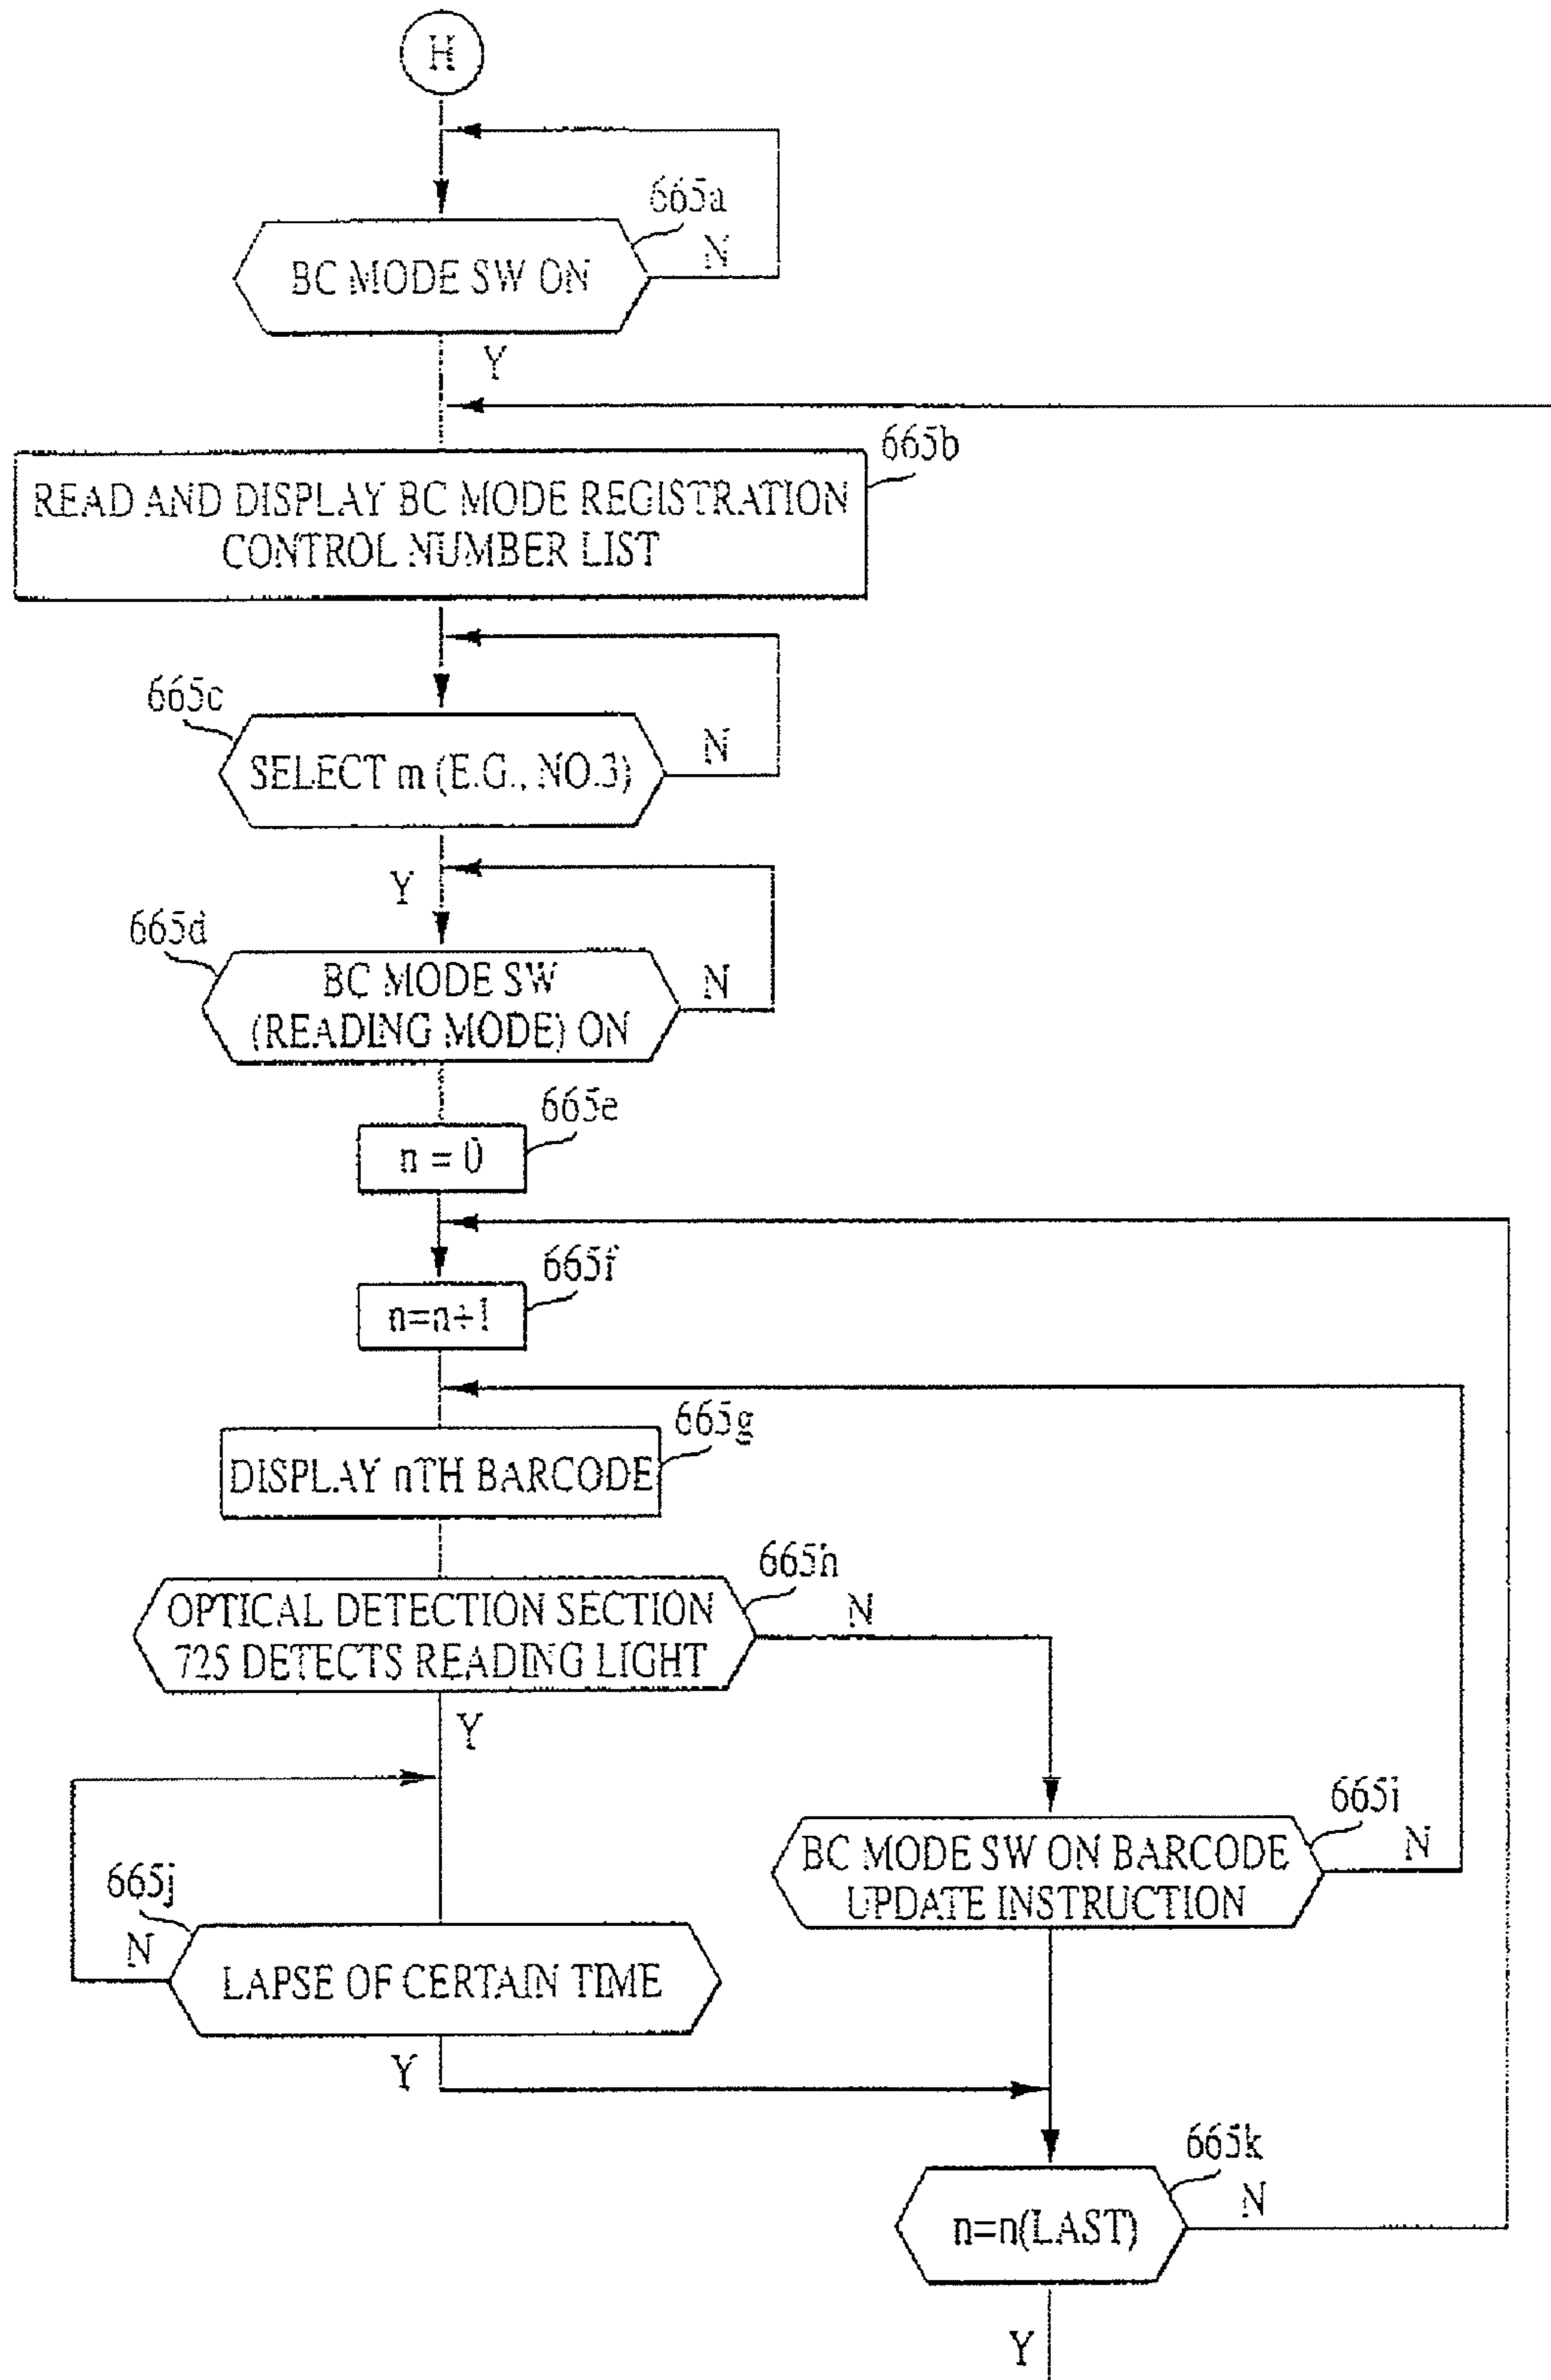 H
665a
BC MODE SW ON
N
Y
665b
READ AND DISPLAY BC MODE REGISTRATION
CONTROL NUMBER LIST
665c
SELECT m (E.G., NO.3)
N
Y
665d
BC MODE SW
(READING MODE) ON
N
665e
n = 0
665f
n=n+1
665g
DISPLAY nTH BARCODE
665h
OPTICAL DETECTION SECTION
725 DETECTS READING LIGHT
N
Y
665i
BC MODE SW ON BARCODE
UPDATE INSTRUCTION
N
665j
N
LAPSE OF CERTAIN TIME
Y
665k
n=n(LAST)
N
Y